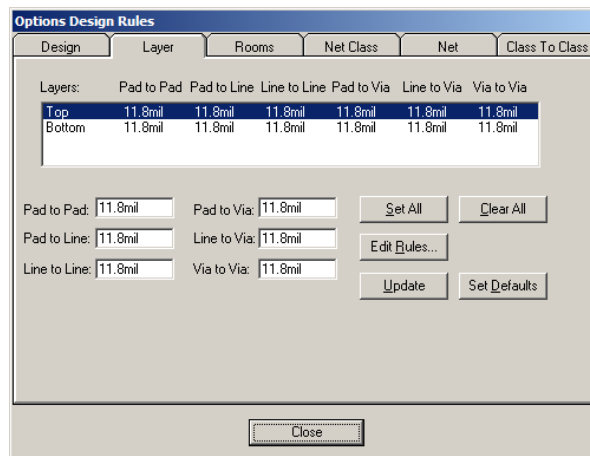 Options Design Rules
Design Layer Rooms Net Class Net Class To Class
Layers: Pad to Pad Pad to Line Line to Line Pad to Via Line to Via Via to Via
Top 11.8mil 11.8mil 11.8mil 11.8mil 11.8mil 11.8mil
Bottom 11.8mil 11.8mil 11.8mil 11.8mil 11.8mil 11.8mil
Pad to Pad: 11.8mil Pad to Via: 11.8mil Set All Clear All
Pad to Line: 11.8mil Line to Via: 11.8mil Edit Rules...
Line to Line: 11.8mil Via to Via: 11.8mil Update Set Defaults
Close